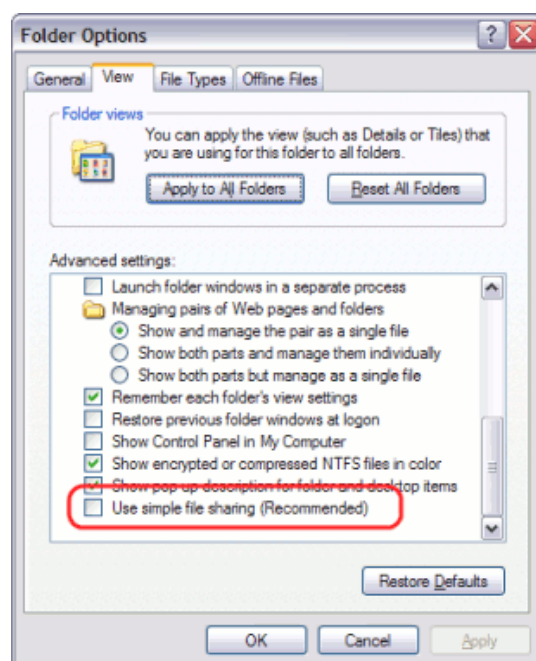 Folder Options
General View File Types Offline Files
Folder views
You can apply the view (such as Details or Tiles) that
you are using for this folder to all folders.
Apply to All Folders Reset All Folders
Advanced settings:
Launch folder windows in a separate process
Managing pairs of Web pages and folders
Show and manage the pair as a single file
Show both parts and manage them individually
Show both parts but manage as a single file
Remember each folder's view settings
Restore previous folder windows at logon
Show Control Panel in My Computer
Show encrypted or compressed NTFS files in color
Show pop up description for folder and desktop items
Use simple file sharing (Recommended)
Restore Defaults
OK Cancel Apply